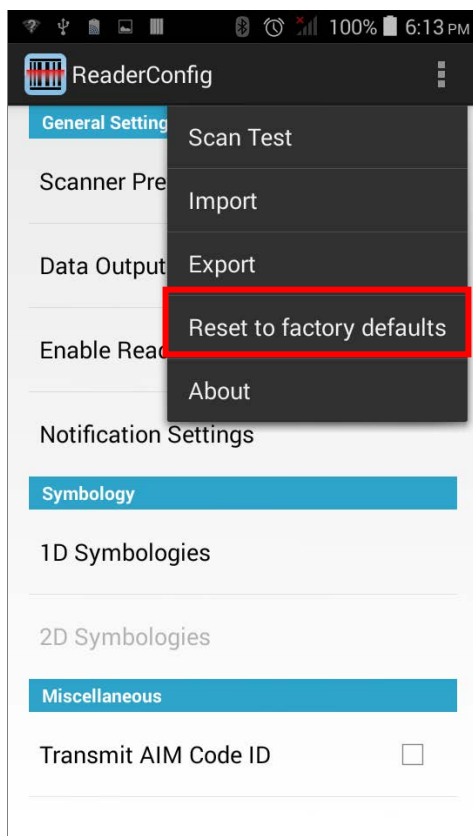 100% 6:13 PM
ReaderConfig
General Setting
Scan Test
Scanner Pre
Import
Data Output
Export
Reset to factory defaults
Enable Read
About
Notification Settings
Symbology
1D Symbologies
2D Symbologies
Miscellaneous
Transmit AIM Code ID